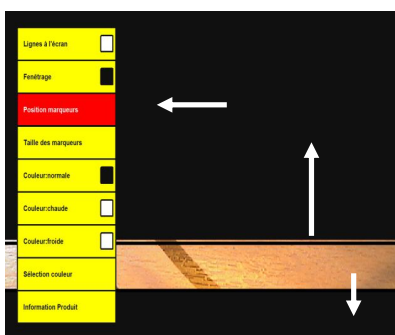 Lignes à l'écran
Fenêtrage
Position marqueurs
Taille des marqueurs
Couleur:normale
Couleur:chaude
Couleur:froide
Sélection couleur
Information Produit